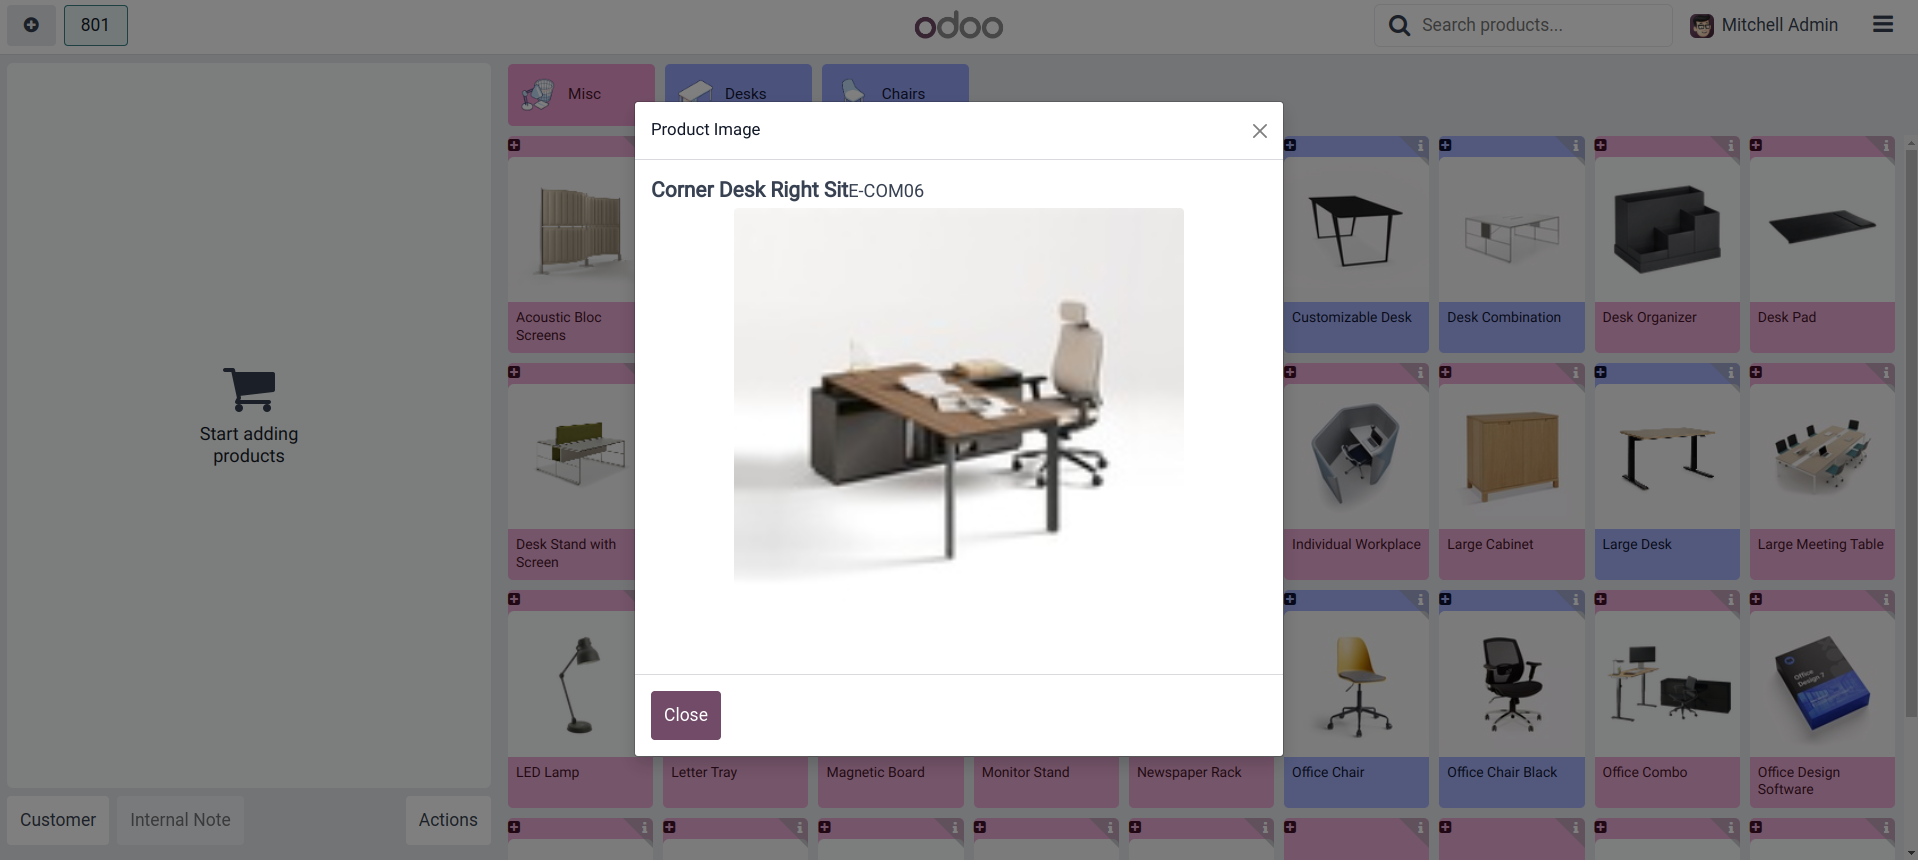 801
odoo
Search products...
Mitchell Admin
Misc
Desks
Chairs
Product Image
Corner Desk Right SitE-COM06
Close
Start adding
products
Customer
Internal Note
Actions
Acoustic Bloc
Screens
Customizable Desk
Desk Combination
Desk Organizer
Desk Pad
Desk Stand with
Screen
Individual Workplace
Large Cabinet
Large Desk
Large Meeting Table
Office
Design 7
LED Lamp
Letter Tray
Magnetic Board
Monitor Stand
Newspaper Rack
Office Chair
Office Chair Black
Office Combo
Office Design
Software